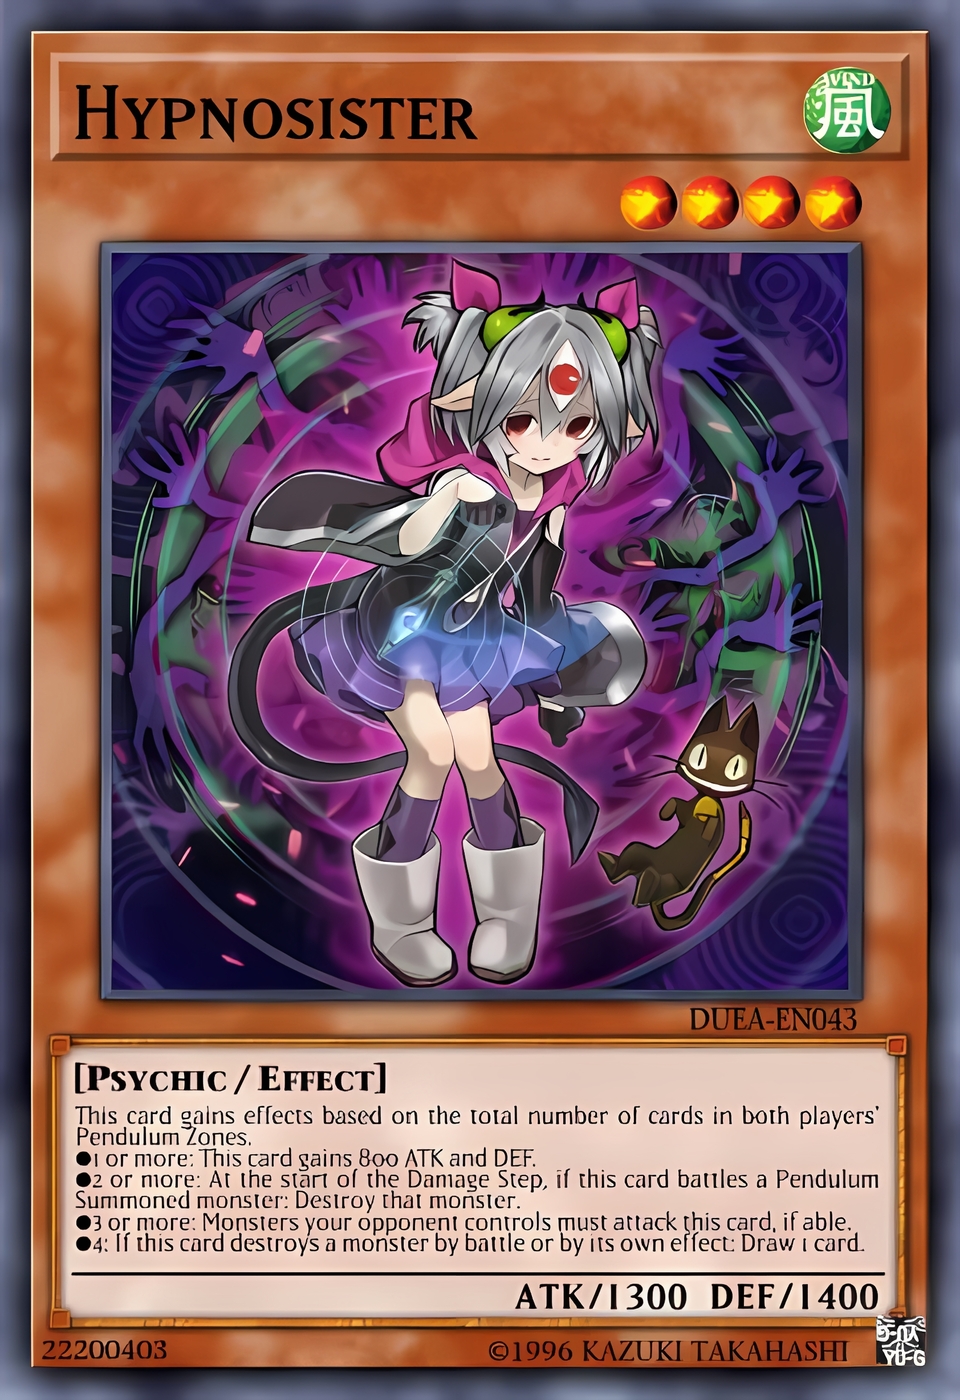 HYPNOSISTER
WIND
風
DUEA-EN043
[PSYCHIC / EFFECT]
This card gains effects based on the total number of cards in both players'
Pendulum Zones.
●1 or more: This card gains 800 ATK and DEF.
●2 or more: At the start of the Damage Step, if this card battles a Pendulum
Summoned monster: Destroy that monster.
●3 or more: Monsters your opponent controls must attack this card, if able.
●4: If this card destroys a monster by battle or by its own effect: Draw 1 card.
ATK/1300 DEF/1400
22200403
©1996 KAZUKI TAKAHASHI